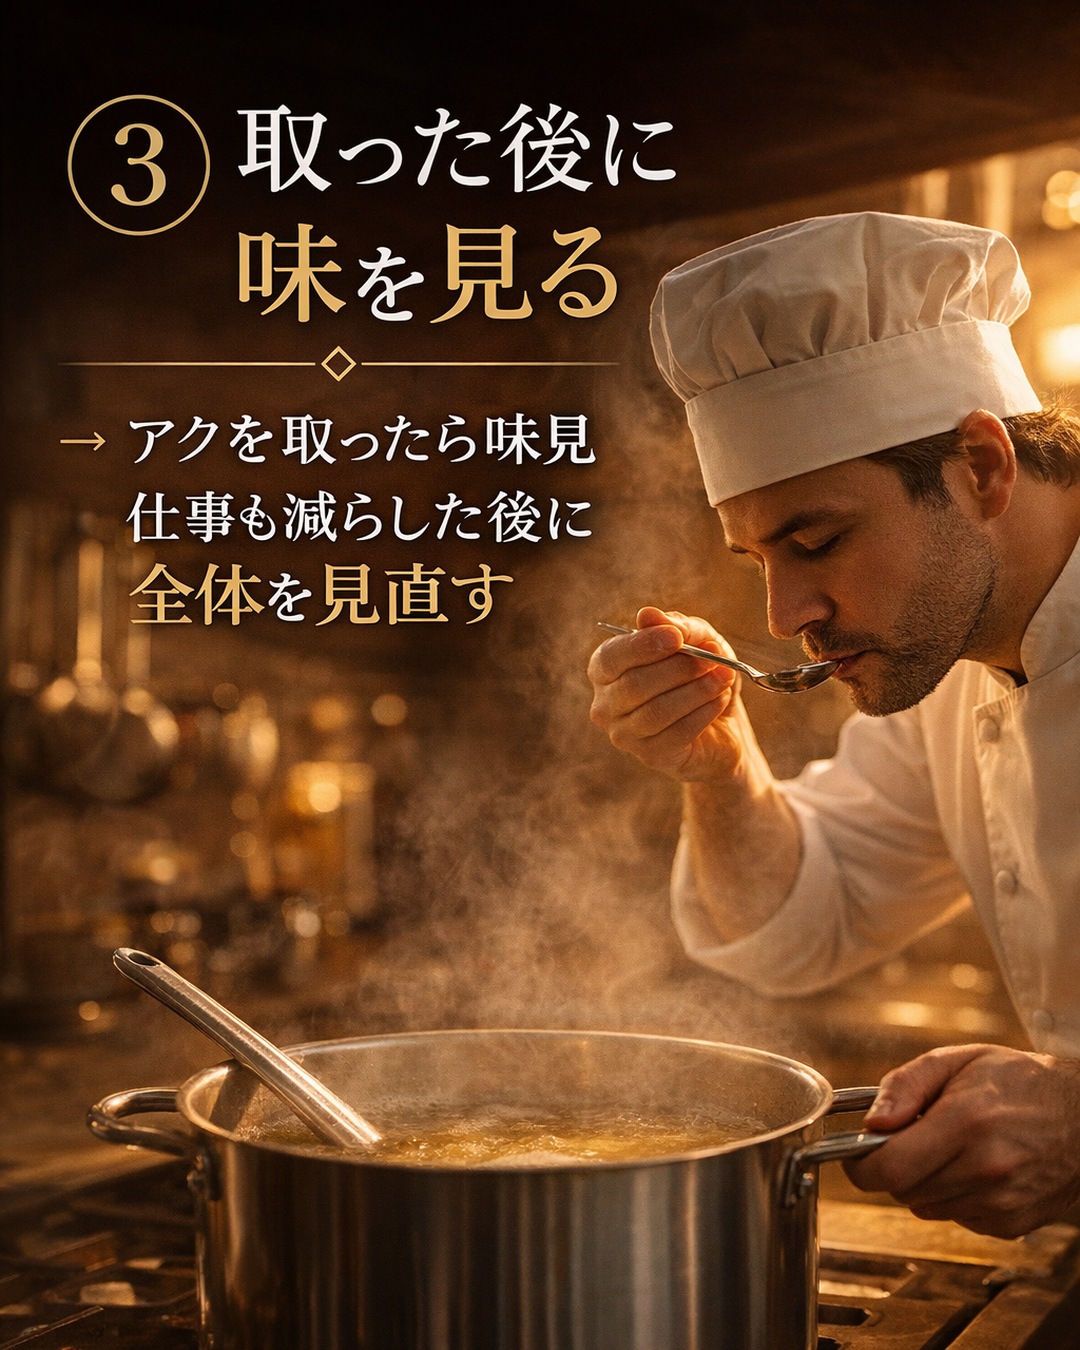 ③ 取った後に
味を見る
→ アクを取ったら味見
仕事も減らした後に
全体を見直す